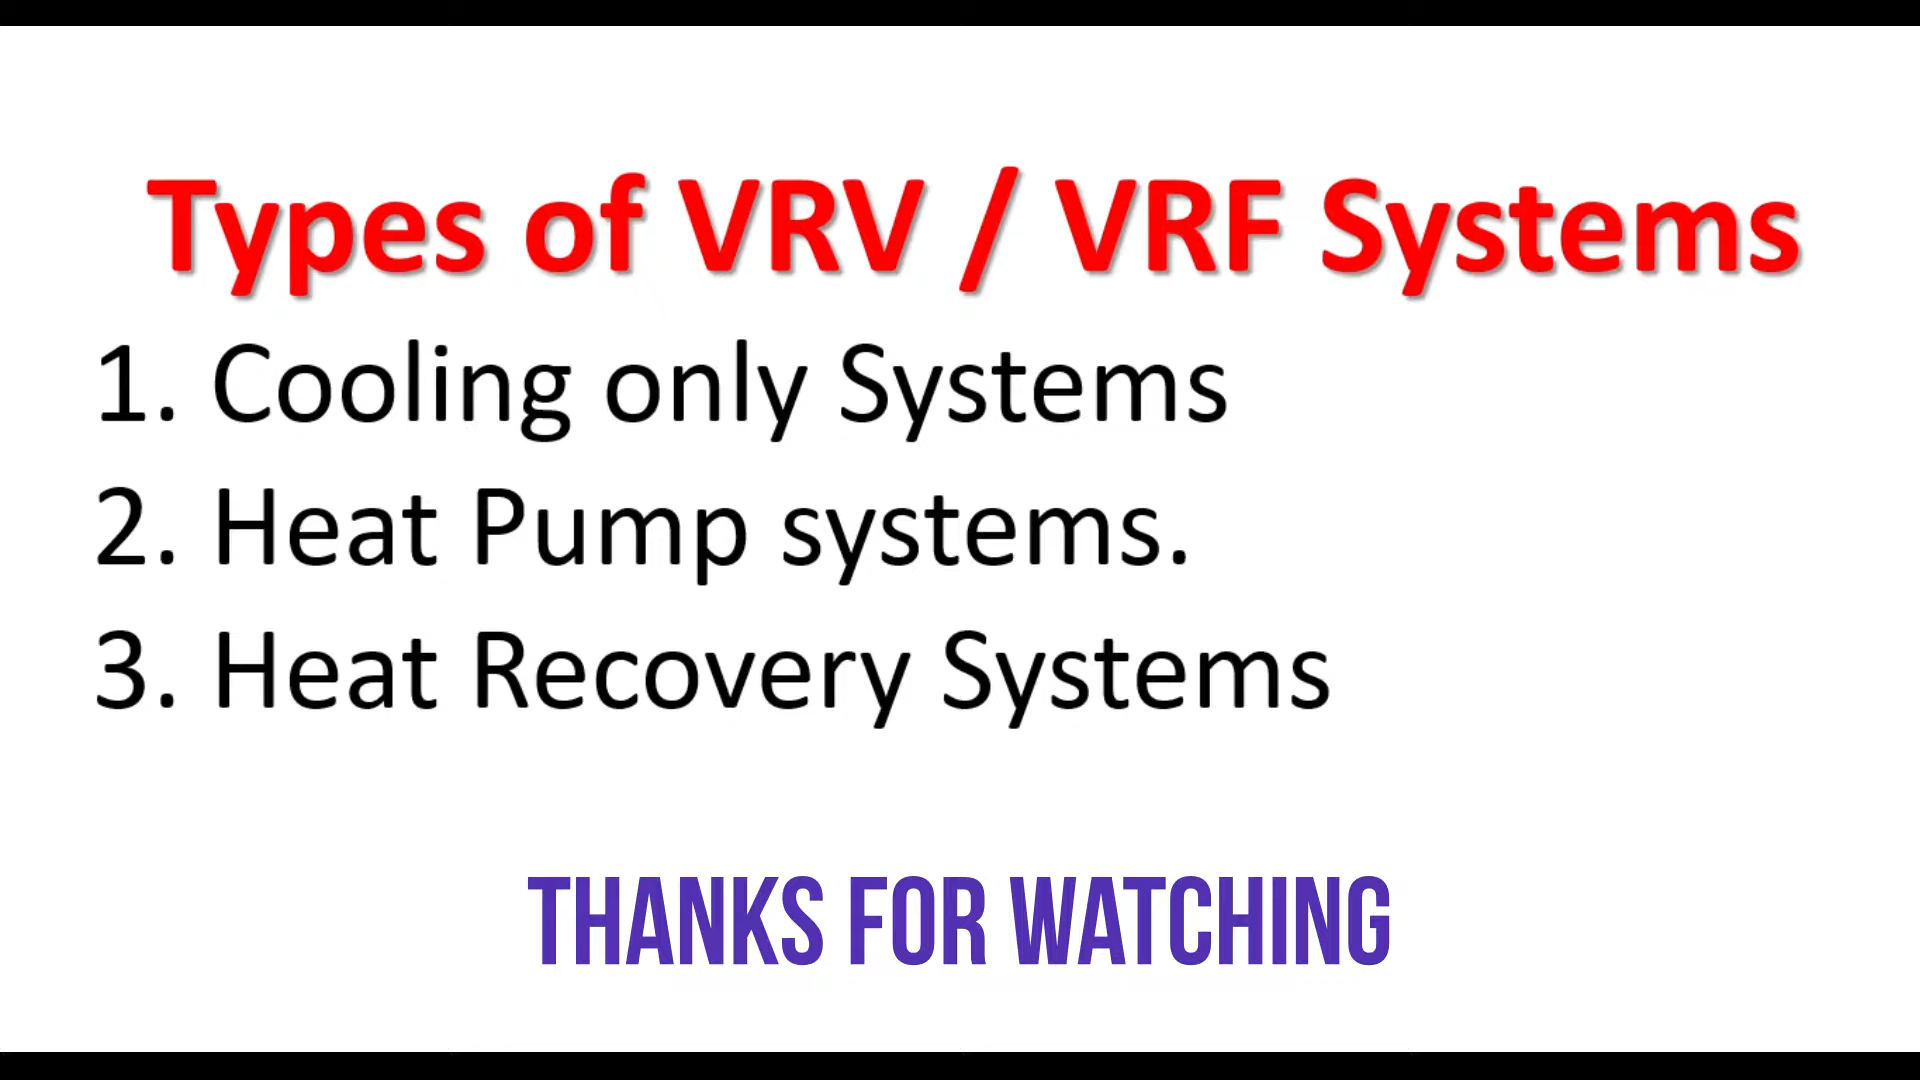 Types of VRV / VRF Systems
1. Cooling only Systems
2. Heat Pump systems.
3. Heat Recovery Systems
THANKS FOR WATCHING